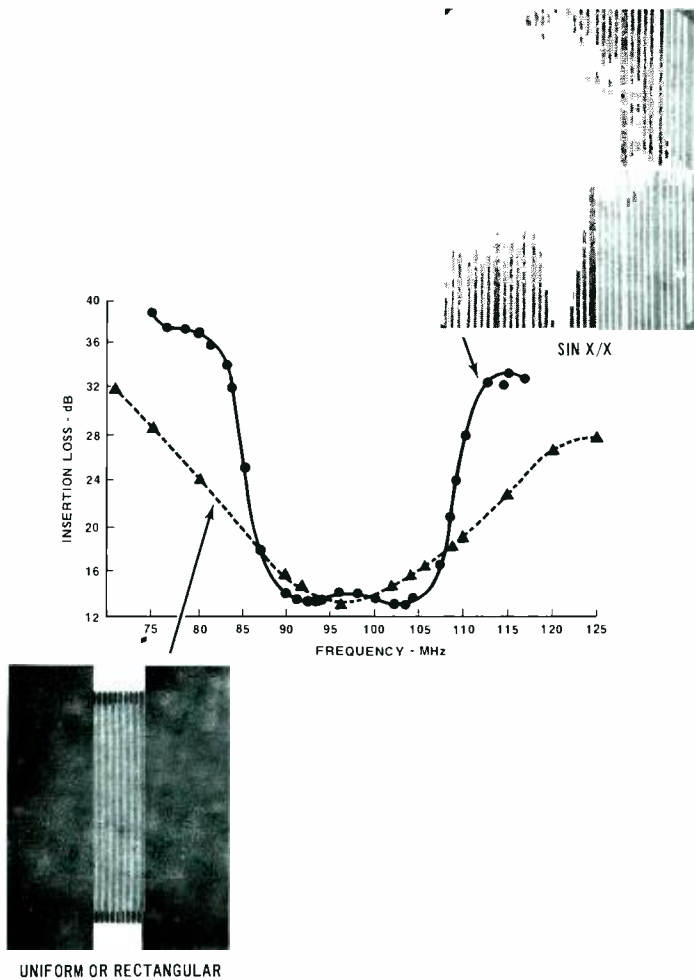 SIN X/X
40
36
32
28
24
20
16
12
INSERTION LOSS - dB
75 80 85 90 95 100 105 110 115 120 125
FREQUENCY - MHz
UNIFORM OR RECTANGULAR